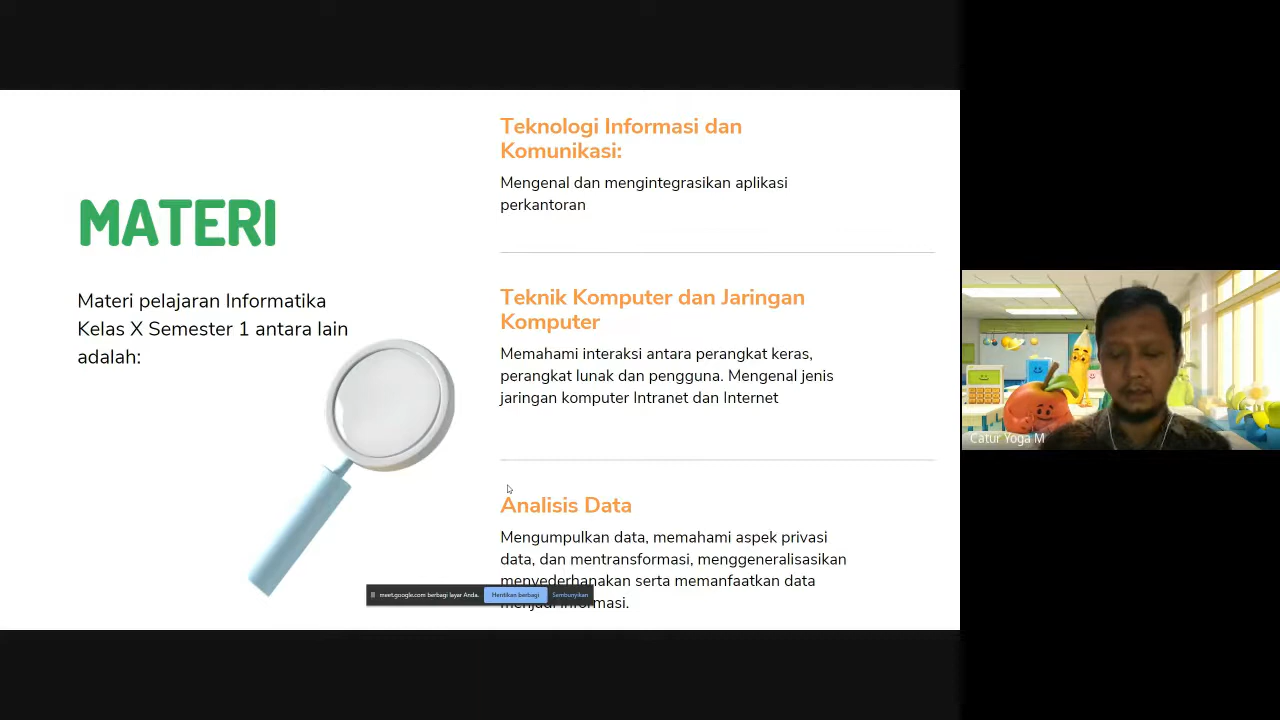 MATERI
Materi pelajaran Informatika
Kelas X Semester 1 antara lain
adalah:
Teknologi Informasi dan
Komunikasi:
Mengenal dan mengintegrasikan aplikasi
perkantoran
Teknik Komputer dan Jaringan
Komputer
Memahami interaksi antara perangkat keras,
perangkat lunak dan pengguna. Mengenal jenis
jaringan komputer Intranet dan Internet
Analisis Data
Mengumpulkan data, memahami aspek privasi
data, dan mentransformasi, menggeneralisasikan
menyederhanakan serta memanfaatkan data
menjadi informasi.
meet.google.com berbagi layar Anda. Hentikan berbagi Sembunyikan
Catur Yoga M